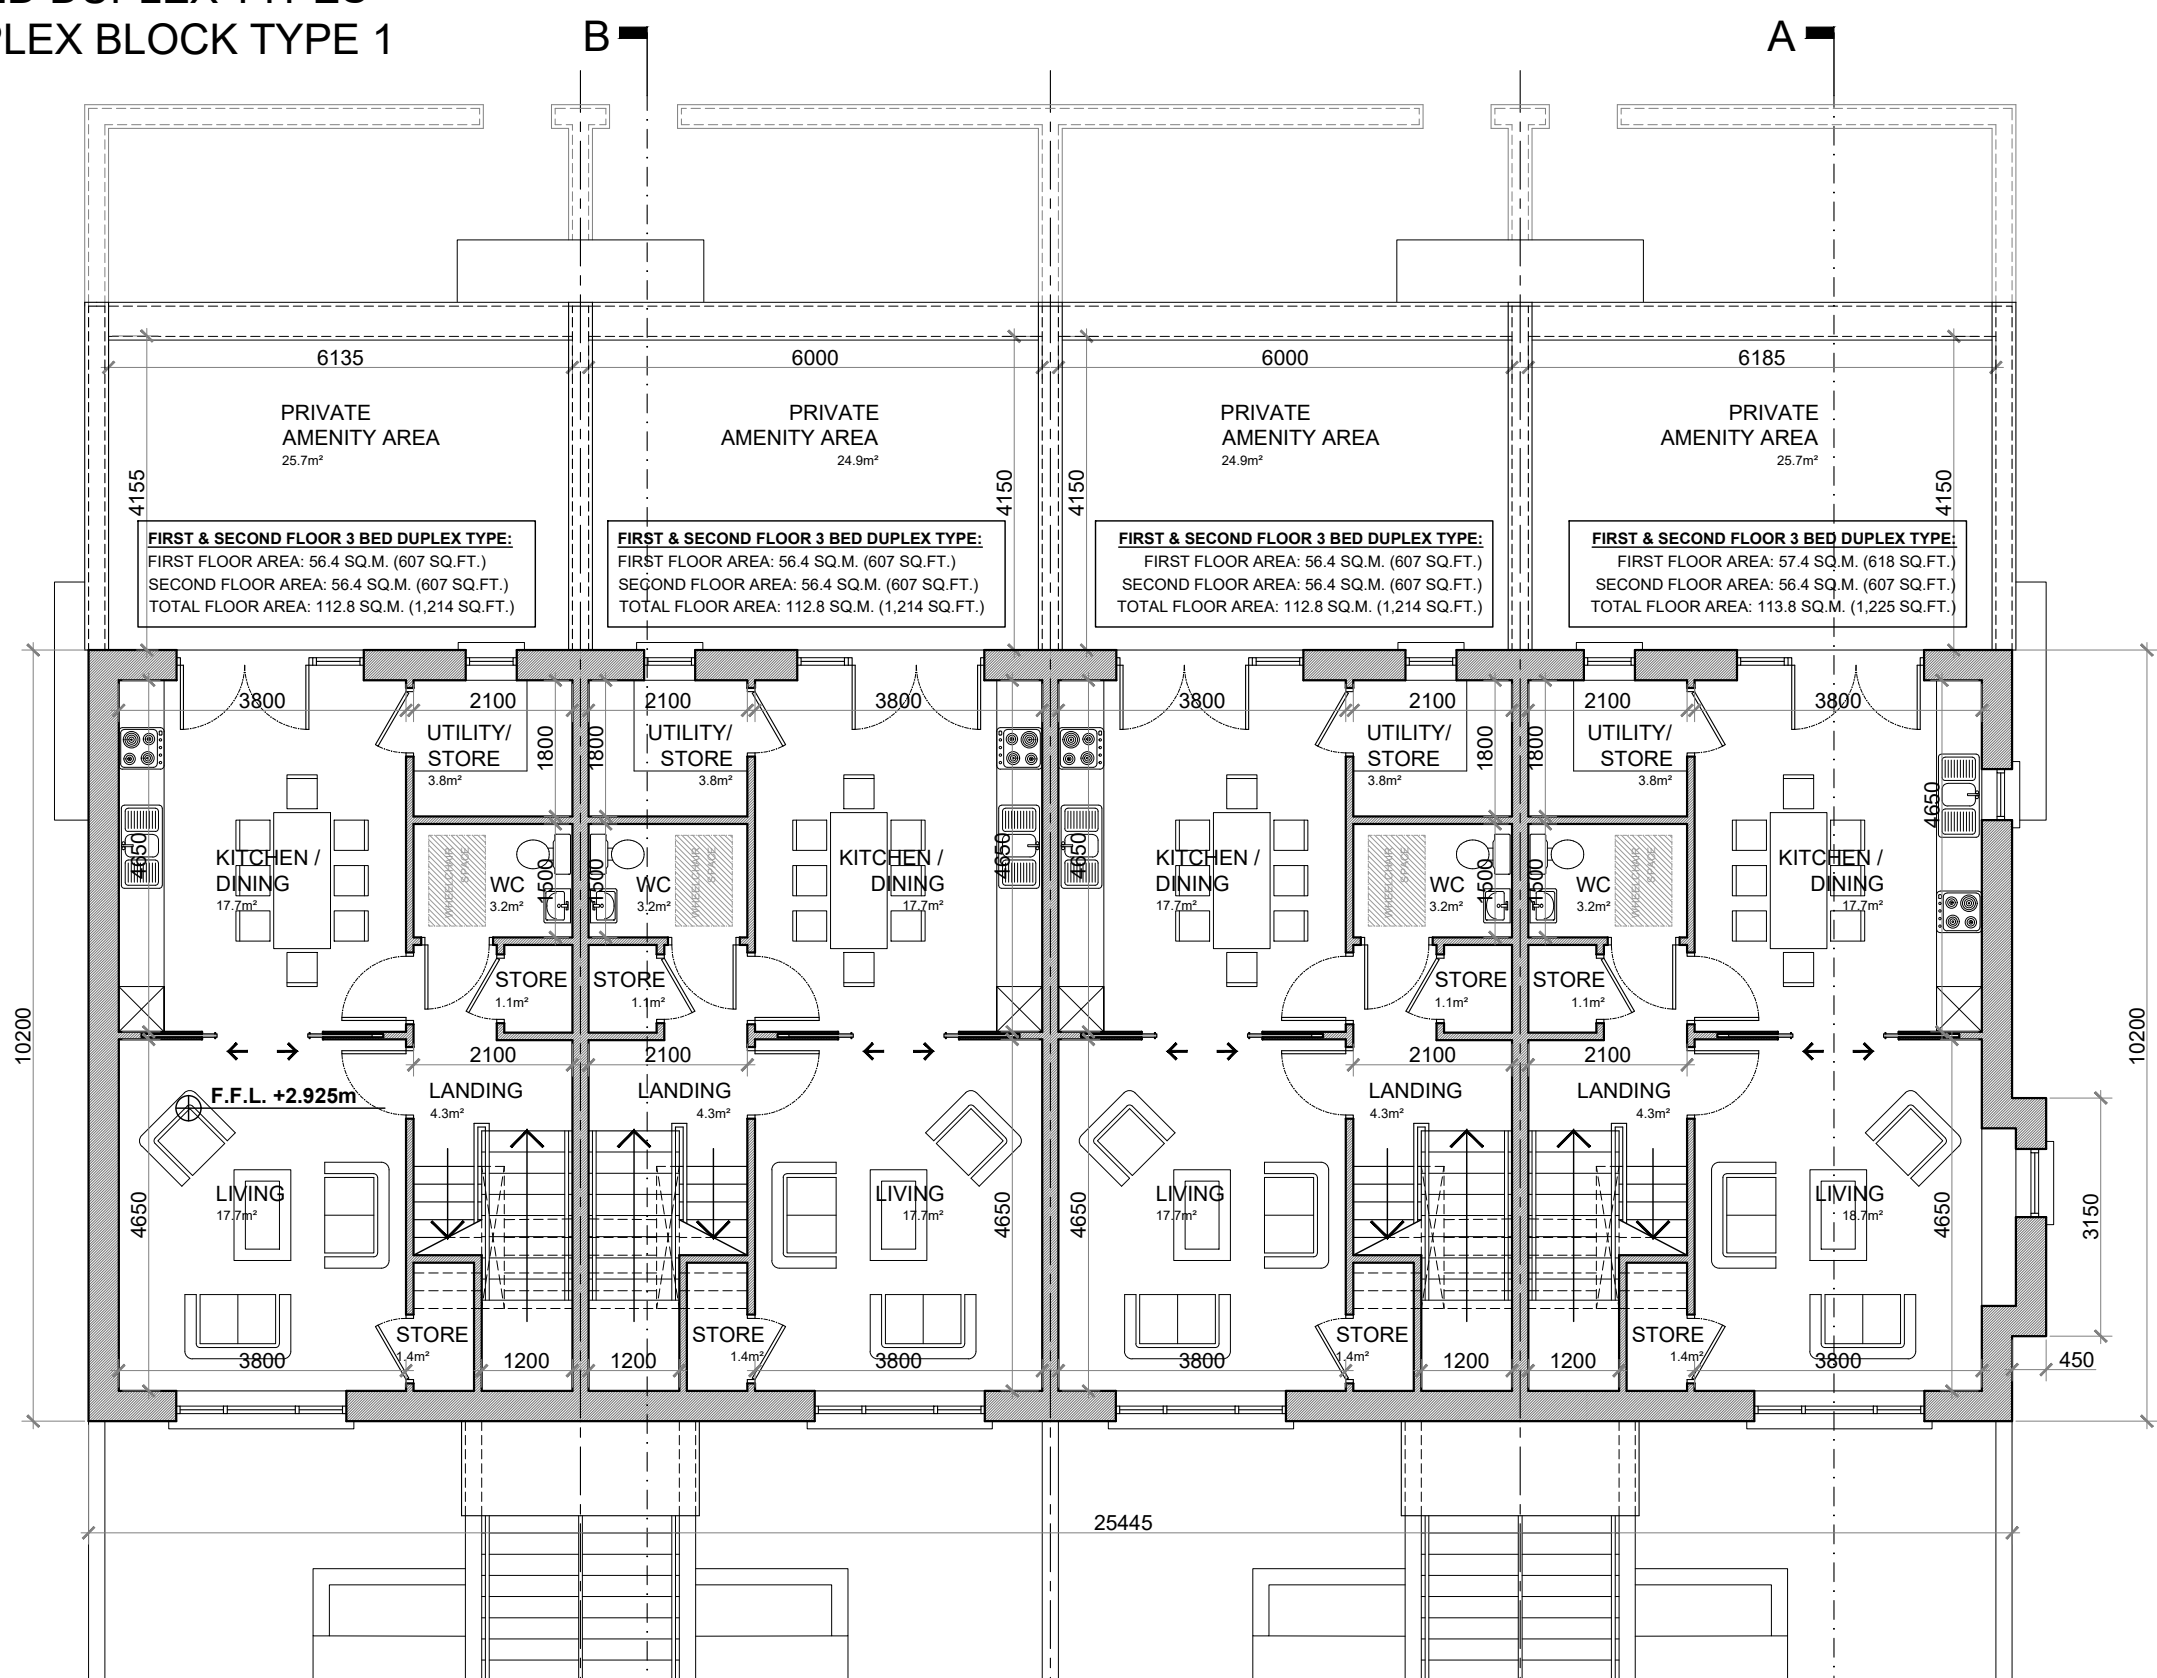 PLEX BLOCK TYPE 1
B
A
6135
6000
6000
6185
PRIVATE
AMENITY AREA
25.7m²
PRIVATE
AMENITY AREA
24.9m²
PRIVATE
AMENITY AREA
24.9m²
PRIVATE
AMENITY AREA
25.7m²
4155
4150
4150
4150
FIRST & SECOND FLOOR 3 BED DUPLEX TYPE:
FIRST FLOOR AREA: 56.4 SQ.M. (607 SQ.FT.)
SECOND FLOOR AREA: 56.4 SQ.M. (607 SQ.FT.)
TOTAL FLOOR AREA: 112.8 SQ.M. (1,214 SQ.FT.)
FIRST & SECOND FLOOR 3 BED DUPLEX TYPE:
FIRST FLOOR AREA: 56.4 SQ.M. (607 SQ.FT.)
SECOND FLOOR AREA: 56.4 SQ.M. (607 SQ.FT.)
TOTAL FLOOR AREA: 112.8 SQ.M. (1,214 SQ.FT.)
FIRST & SECOND FLOOR 3 BED DUPLEX TYPE:
FIRST FLOOR AREA: 56.4 SQ.M. (607 SQ.FT.)
SECOND FLOOR AREA: 56.4 SQ.M. (607 SQ.FT.)
TOTAL FLOOR AREA: 112.8 SQ.M. (1,214 SQ.FT.)
FIRST & SECOND FLOOR 3 BED DUPLEX TYPE:
FIRST FLOOR AREA: 57.4 SQ.M. (618 SQ.FT.)
SECOND FLOOR AREA: 56.4 SQ.M. (607 SQ.FT.)
TOTAL FLOOR AREA: 113.8 SQ.M. (1,225 SQ.FT.)
3800
2100
2100
3800
3800
2100
2100
3800
UTILITY/
STORE
3.8m²
1800
1800
UTILITY/
STORE
3.8m²
UTILITY/
STORE
3.8m²
1800
1800
UTILITY/
STORE
3.8m²
4650
KITCHEN /
DINING
17.7m²
WHEELCHAIR
SPACE
WC
3.2m²
1500
1500
WC
3.2m²
WHEELCHAIR
SPACE
KITCHEN /
DINING
17.7m²
4650
4650
KITCHEN /
DINING
17.7m²
WHEELCHAIR
SPACE
WC
3.2m²
1500
1500
WC
3.2m²
WHEELCHAIR
SPACE
KITCHEN /
DINING
17.7m²
4650
STORE
1.1m²
STORE
1.1m²
STORE
1.1m²
STORE
1.1m²
10200
10200
2100
2100
2100
2100
LANDING
4.3m²
LANDING
4.3m²
LANDING
4.3m²
LANDING
4.3m²
F.F.L. +2.925m
4650
LIVING
17.7m²
LIVING
17.7m²
4650
4650
LIVING
17.7m²
LIVING
18.7m²
4650
3150
STORE
1.4m²
STORE
1.4m²
STORE
1.4m²
STORE
1.4m²
3800
1200
1200
3800
3800
1200
1200
3800
450
25445